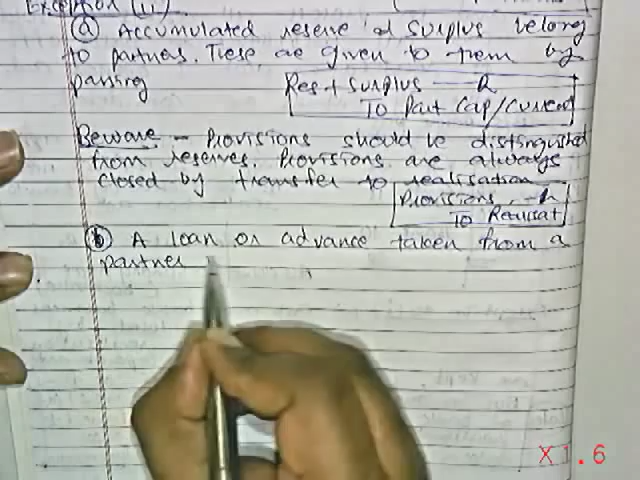 Exception (ii)
(a) Accumulated reserve & Surplus belong
to partners. These are given to them by
passing
Res + Surplus — Dr
To Part Cap/Current
Beware - Provisions should be distinguished
from reserves. Provisions are always
closed by transfer to realisation
Provisions — Dr
To Realisat
(b) A loan or advance taken from a
partner
X1.6